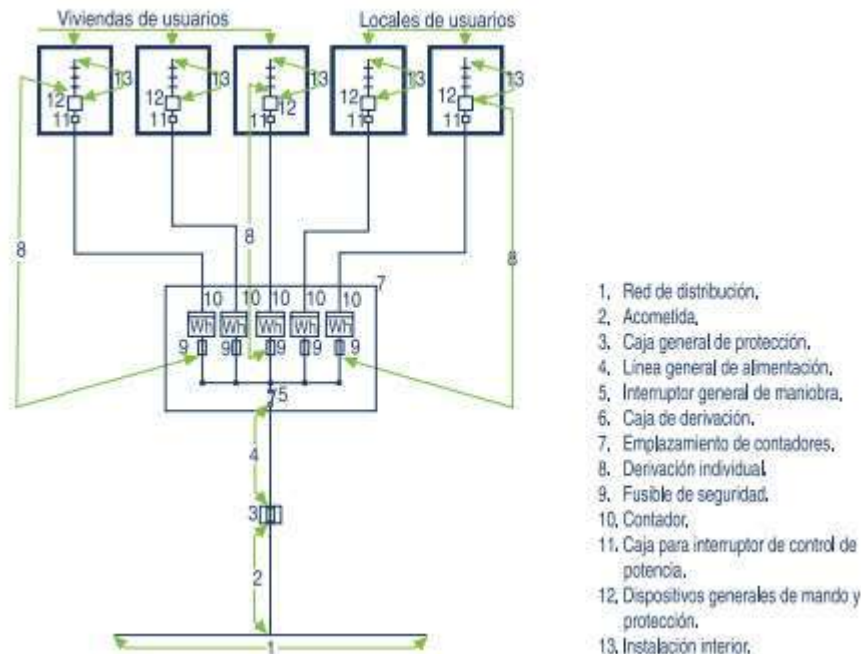 Viviendas de usuarios Locales de usuarios
13 13 13 13 13
12 12 12 12 12
11 11 11 11 11
8 8 8
7
10 10 10 10 10
Wh Wh Wh Wh Wh
9 9 9 9 9
5
4
3
2
1
1. Red de distribución.
2. Acometida.
3. Caja general de protección.
4. Línea general de alimentación.
5. Interruptor general de maniobra.
6. Caja de derivación.
7. Emplazamiento de contadores.
8. Derivación individual.
9. Fusible de seguridad.
10. Contador.
11. Caja para interruptor de control de
potencia.
12. Dispositivos generales de mando y
protección.
13. Instalación interior.